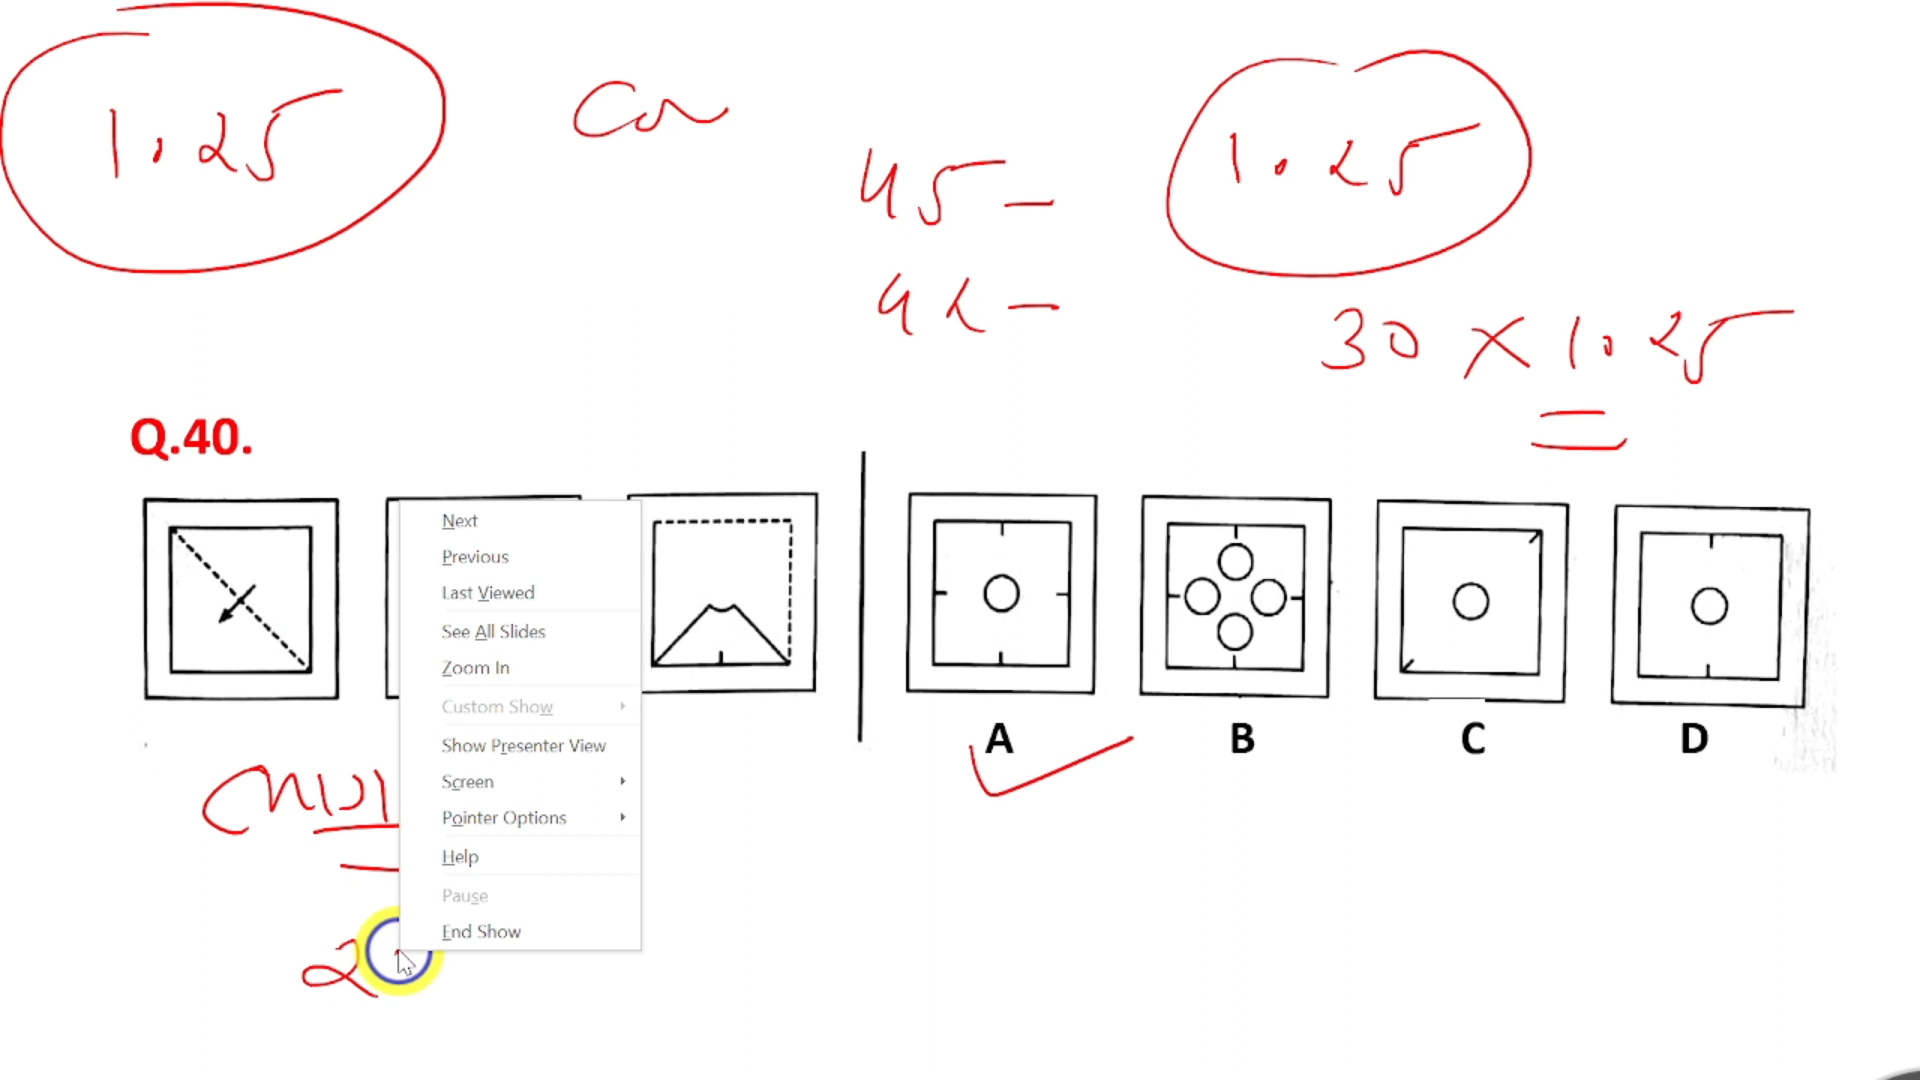 1.25
45 –
1.25
30 × 1.25
Q.40.
Next
Previous
Last Viewed
See All Slides
Zoom In
Custom Show
Show Presenter View
Screen
Pointer Options
Help
Pause
End Show
A B C D
2